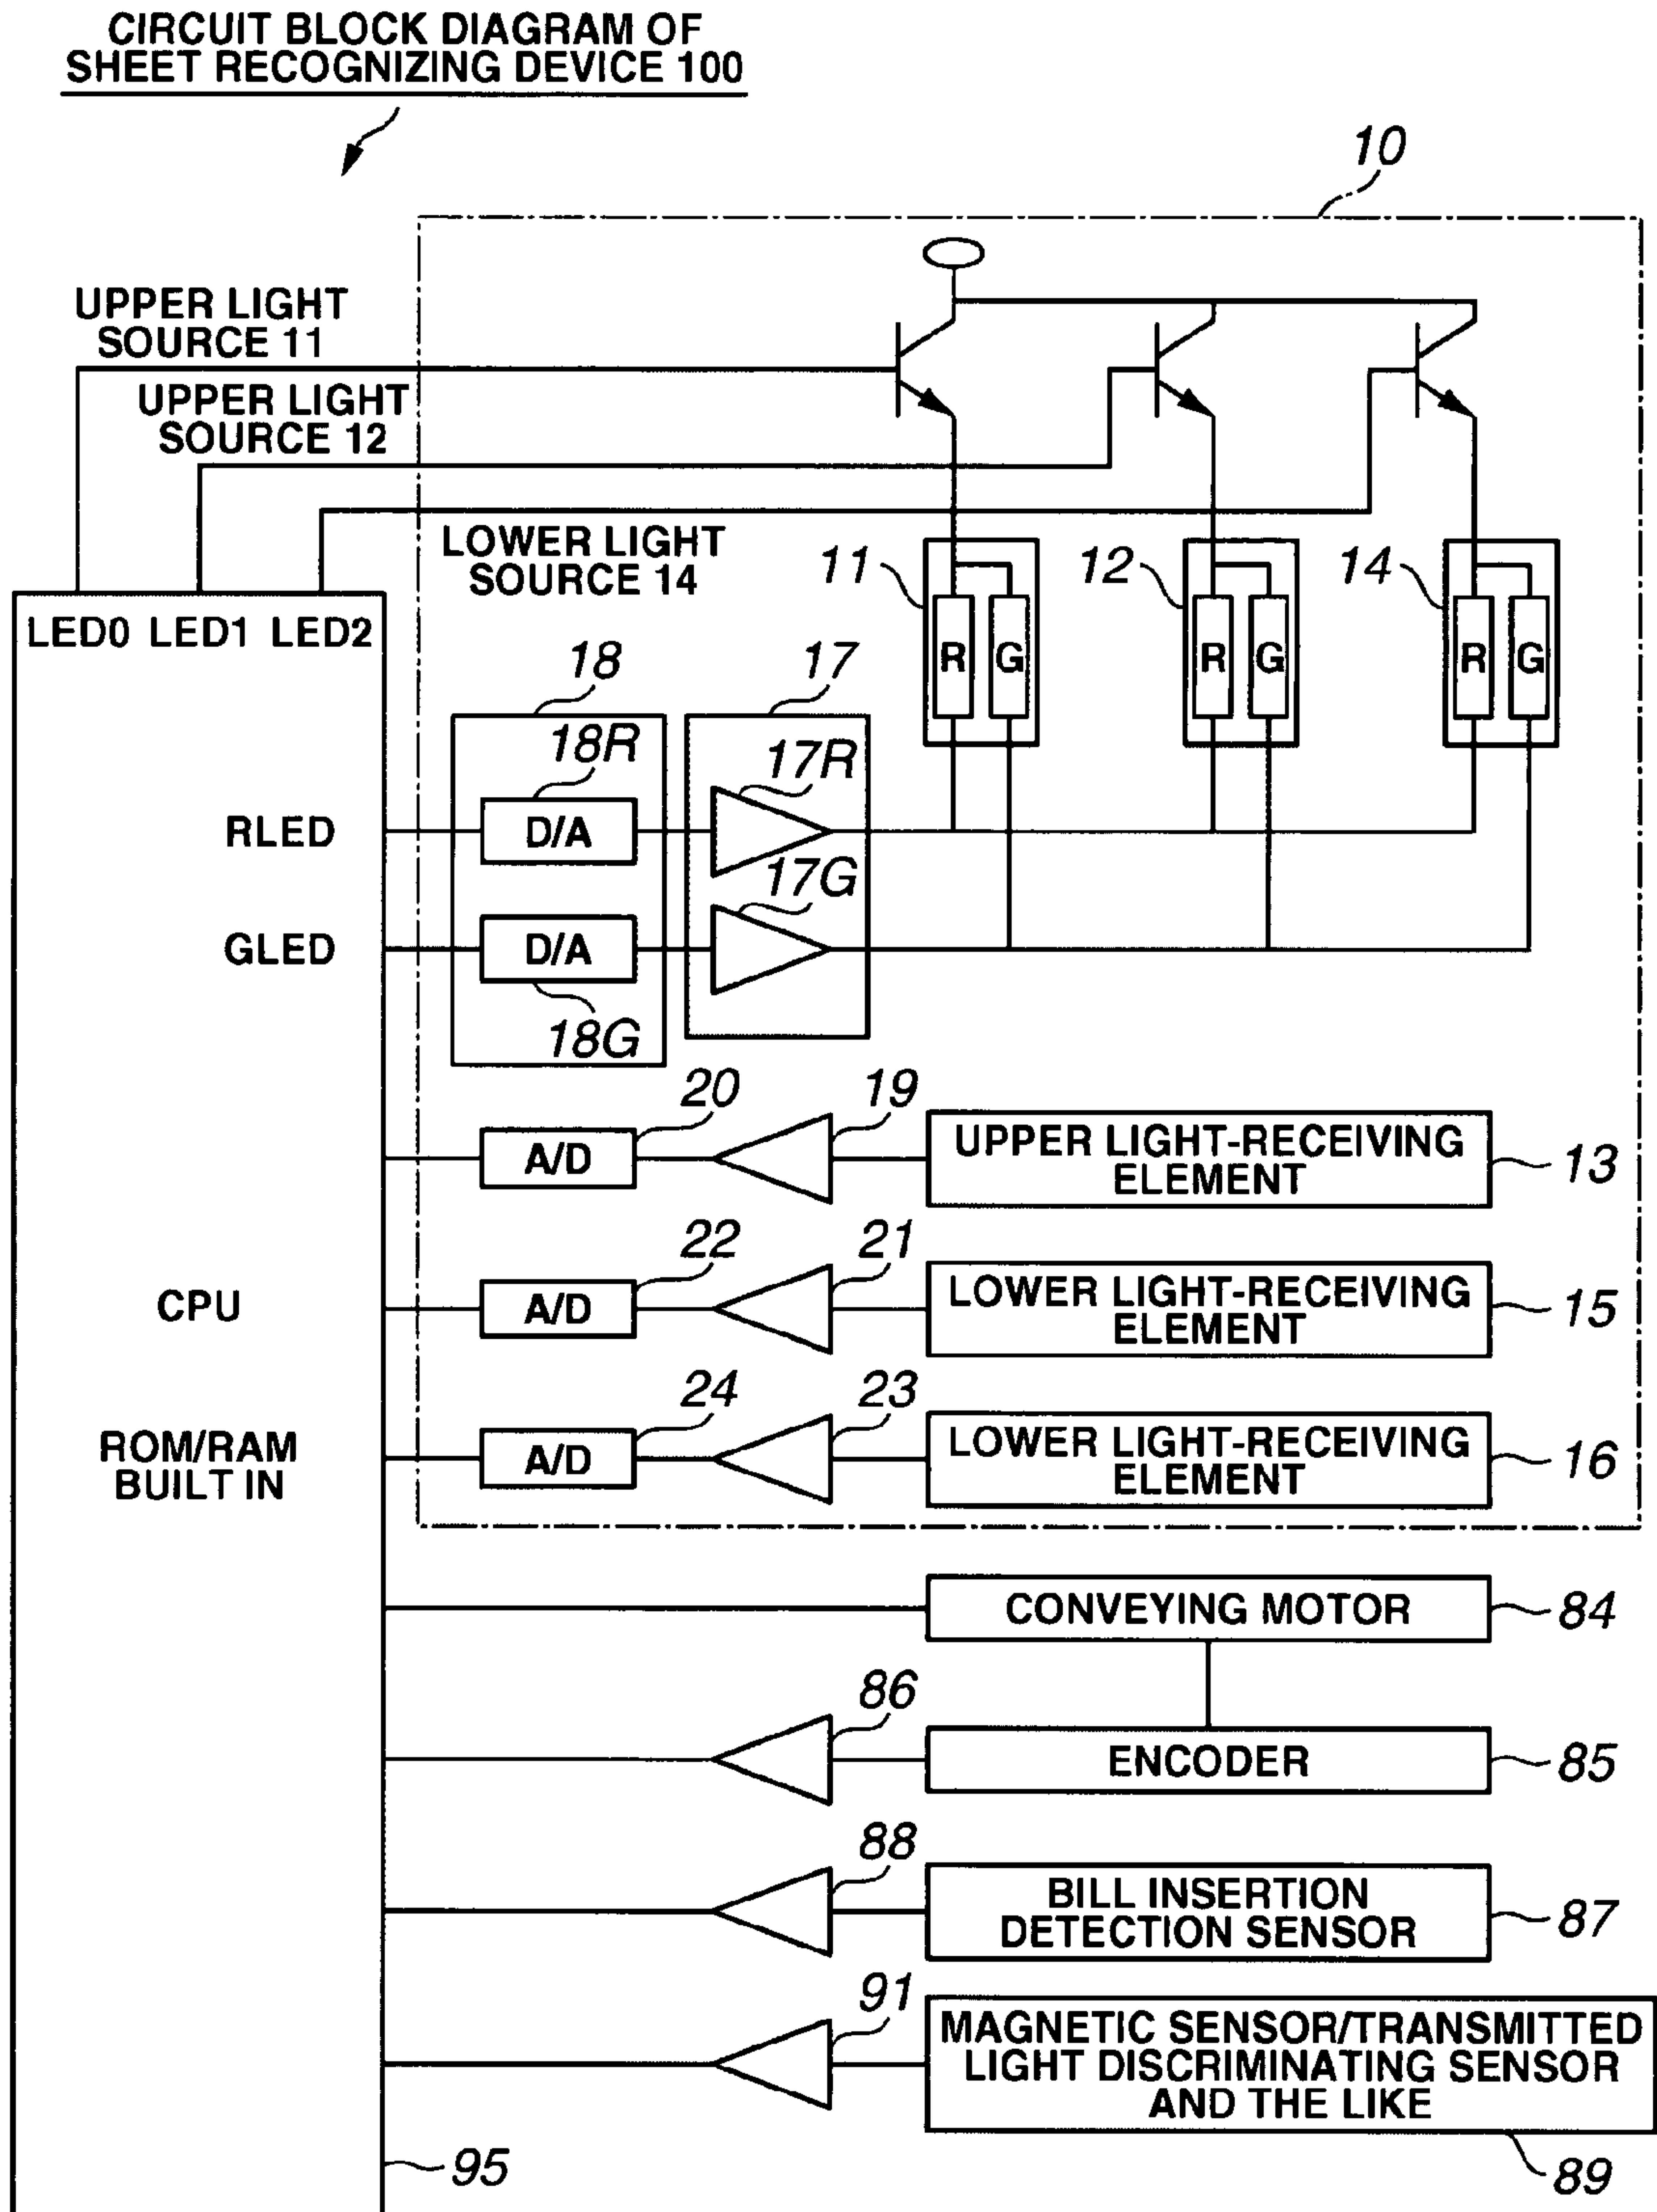 CIRCUIT BLOCK DIAGRAM OF
SHEET RECOGNIZING DEVICE 100
10
UPPER LIGHT
SOURCE 11
UPPER LIGHT
SOURCE 12
LOWER LIGHT
SOURCE 14
11
12
14
LED0 LED1 LED2
R G
R G
R G
18
17
18R
17R
RLED
D/A
17G
GLED
D/A
18G
20
19
A/D
UPPER LIGHT-RECEIVING
ELEMENT
13
22
21
CPU
A/D
LOWER LIGHT-RECEIVING
ELEMENT
15
24
23
ROM/RAM
BUILT IN
A/D
LOWER LIGHT-RECEIVING
ELEMENT
16
CONVEYING MOTOR
84
86
ENCODER
85
88
BILL INSERTION
DETECTION SENSOR
87
91
MAGNETIC SENSOR/TRANSMITTED
LIGHT DISCRIMINATING SENSOR
AND THE LIKE
95
89